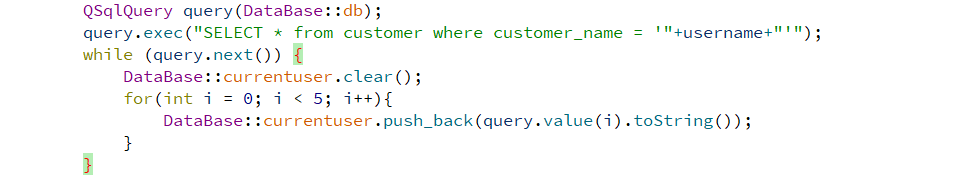 QSqlQuery query(DataBase::db);
query.exec("SELECT * from customer where customer_name = '"+username+"'");
while (query.next()) {
DataBase::currentuser.clear();
for(int i = 0; i < 5; i++){
DataBase::currentuser.push_back(query.value(i).toString());
}
}